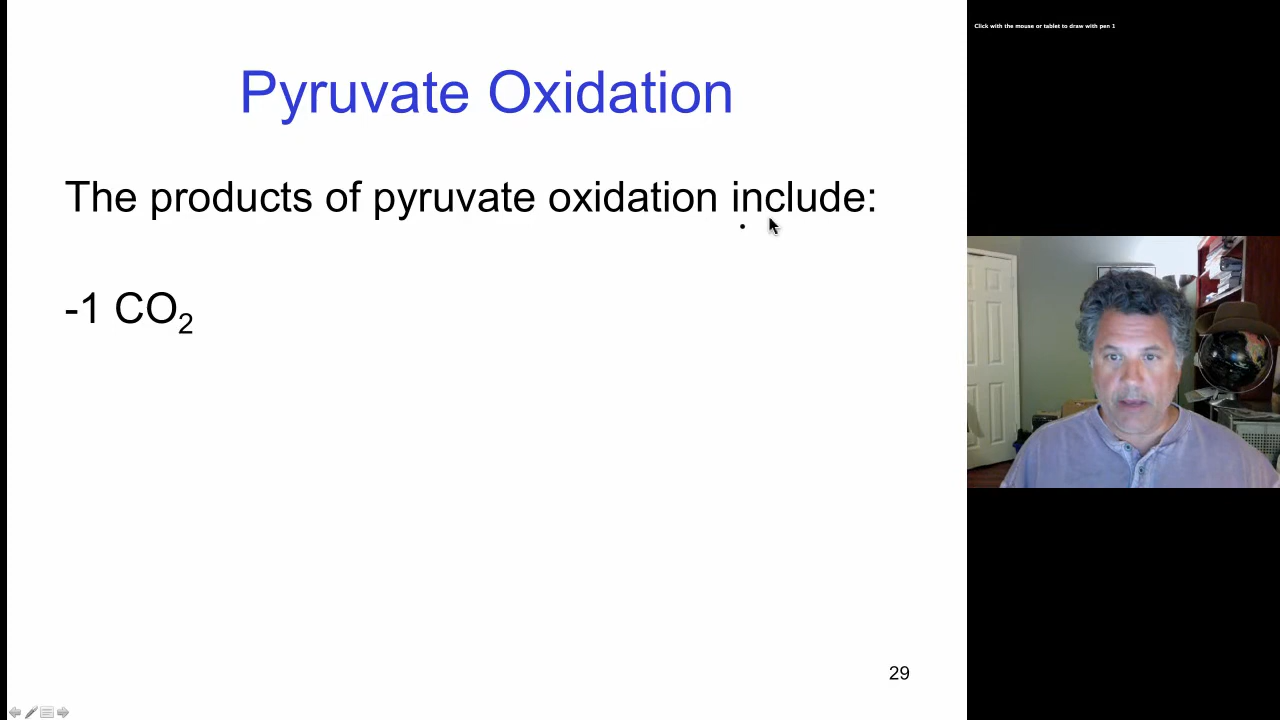 Pyruvate Oxidation
The products of pyruvate oxidation include:
-1 CO₂
29
Click with the mouse or tablet to draw with pen 1